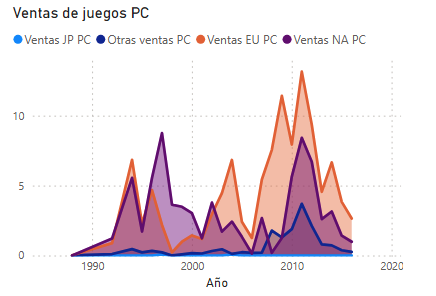 Ventas de juegos PC
Ventas JP PC Otras ventas PC Ventas EU PC Ventas NA PC
10
5
0
1990 2000 2010 2020
Año